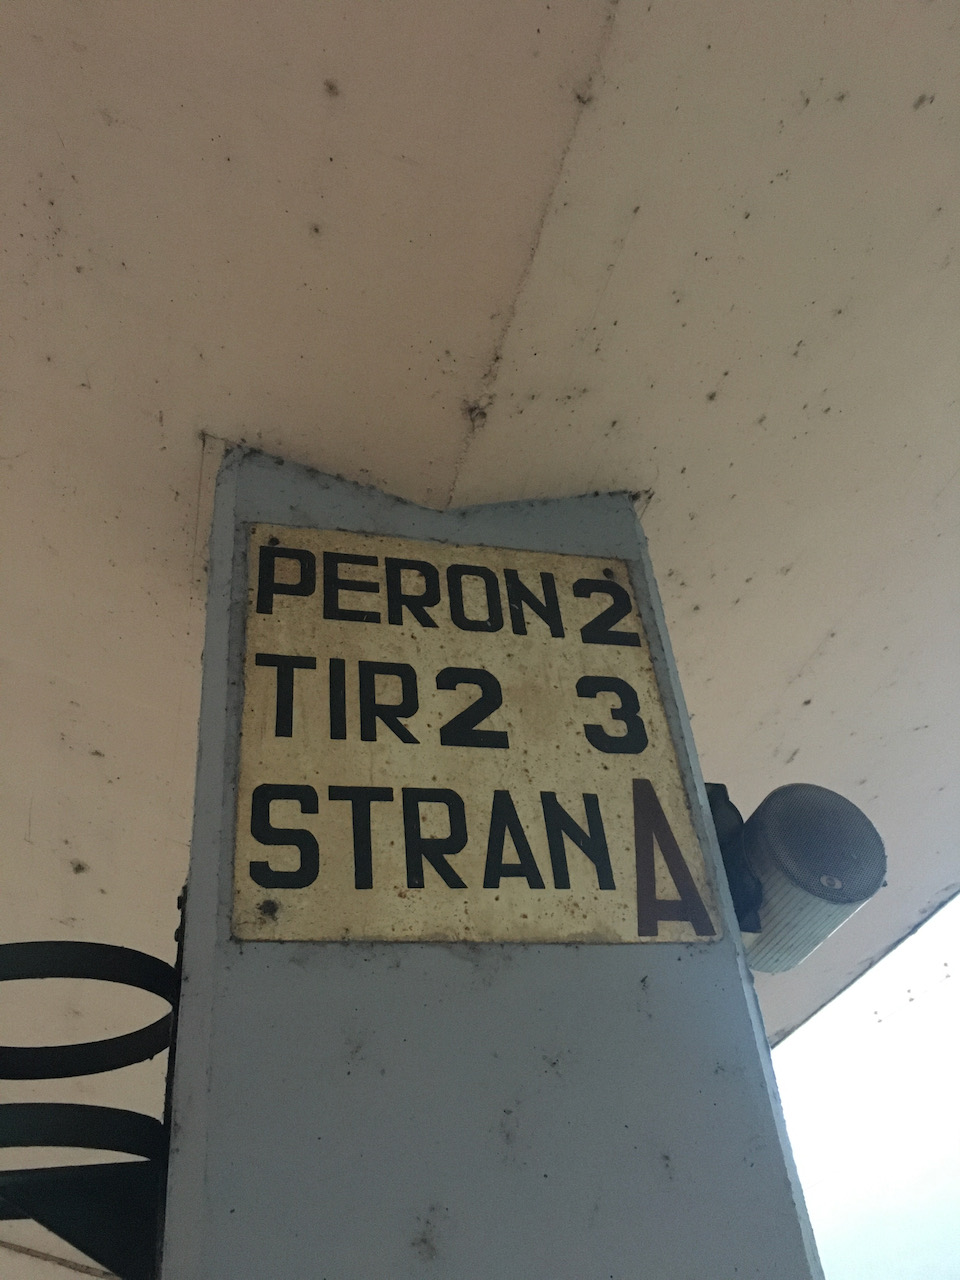 PERON 2
TIR 2 3
STRAN A